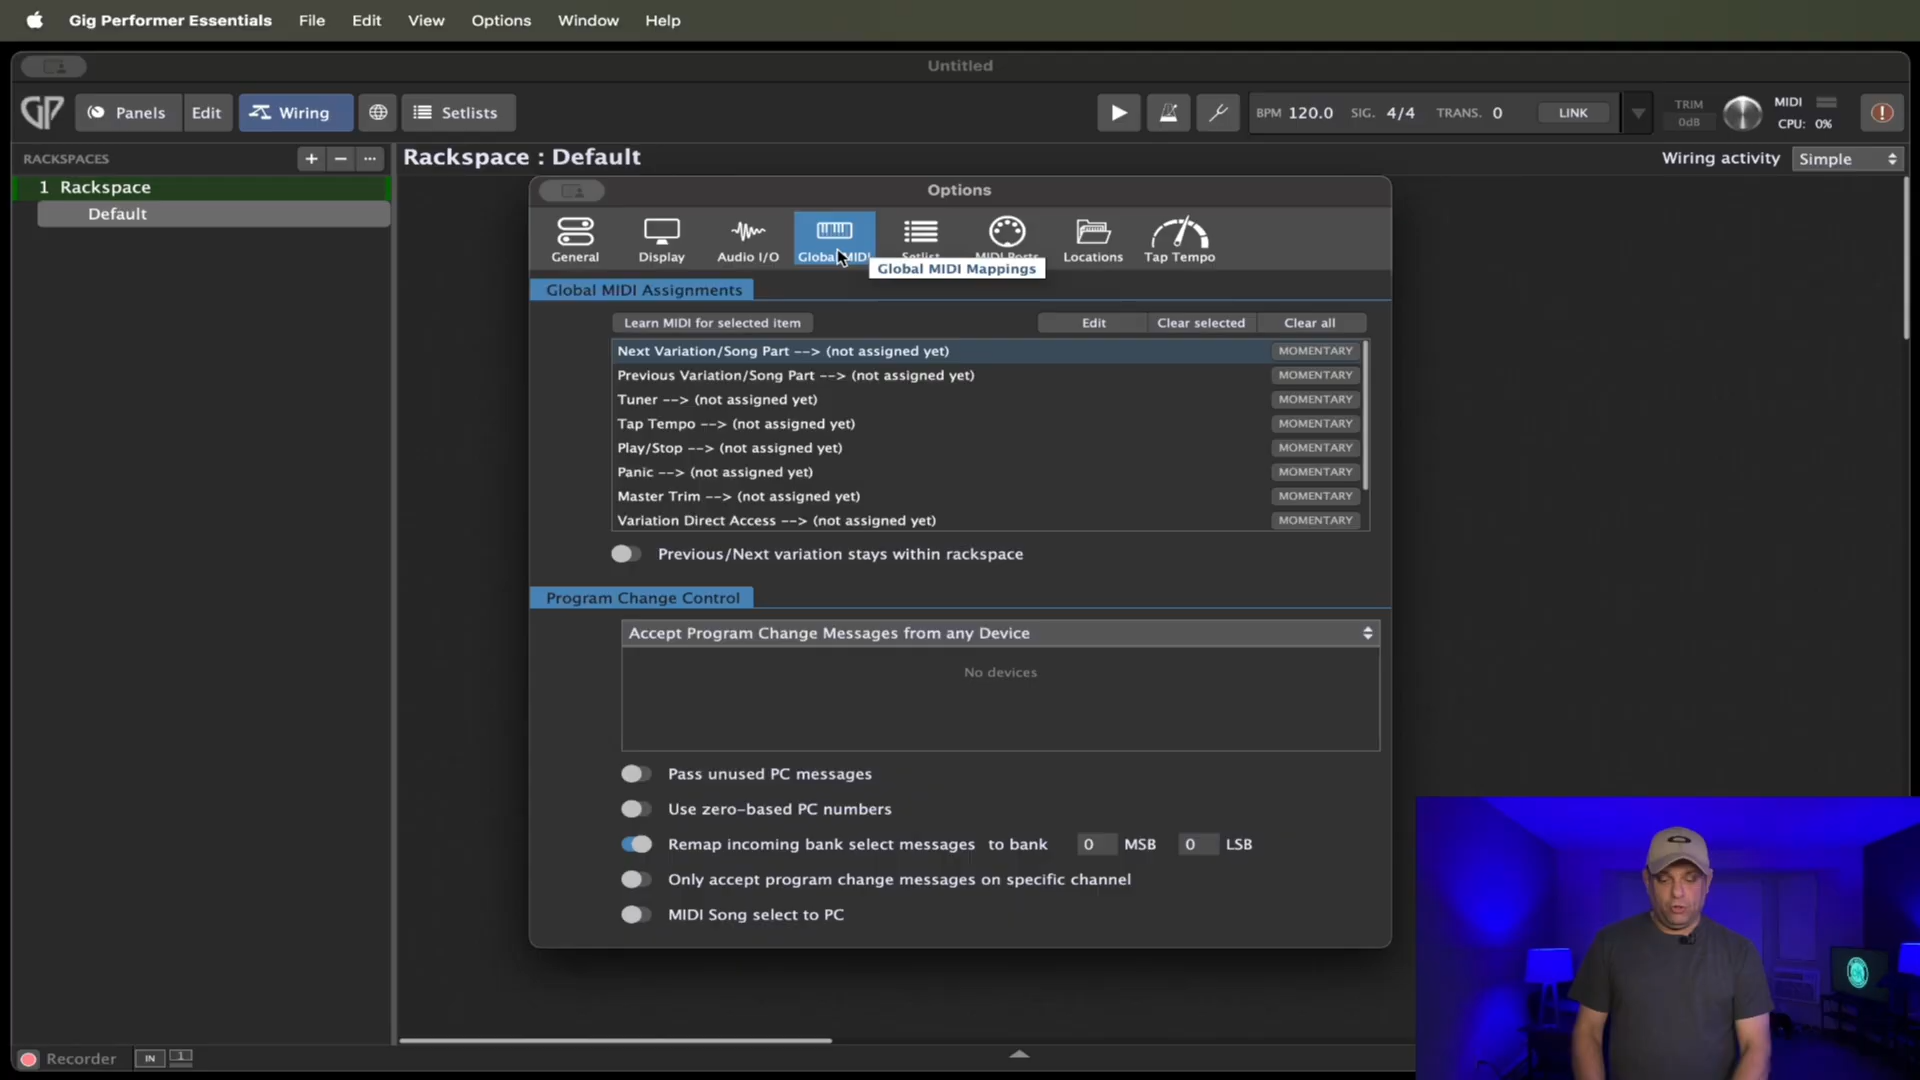 Gig Performer Essentials File Edit View Options Window Help
Untitled
GP Panels Edit Wiring Setlists BPM 120.0 SIG. 4/4 TRANS. 0 LINK TRIM 0dB MIDI CPU: 0%
RACKSPACES + − ...
Rackspace : Default
Wiring activity Simple
1 Rackspace
Default
Options
General Display Audio I/O Global MIDI Setlist MIDI Ports Locations Tap Tempo
Global MIDI Mappings
Global MIDI Assignments
Learn MIDI for selected item Edit Clear selected Clear all
Next Variation/Song Part --> (not assigned yet) MOMENTARY
Previous Variation/Song Part --> (not assigned yet) MOMENTARY
Tuner --> (not assigned yet) MOMENTARY
Tap Tempo --> (not assigned yet) MOMENTARY
Play/Stop --> (not assigned yet) MOMENTARY
Panic --> (not assigned yet) MOMENTARY
Master Trim --> (not assigned yet) MOMENTARY
Variation Direct Access --> (not assigned yet) MOMENTARY
Previous/Next variation stays within rackspace
Program Change Control
Accept Program Change Messages from any Device
No devices
Pass unused PC messages
Use zero-based PC numbers
Remap incoming bank select messages to bank 0 MSB 0 LSB
Only accept program change messages on specific channel
MIDI Song select to PC
Recorder IN 1